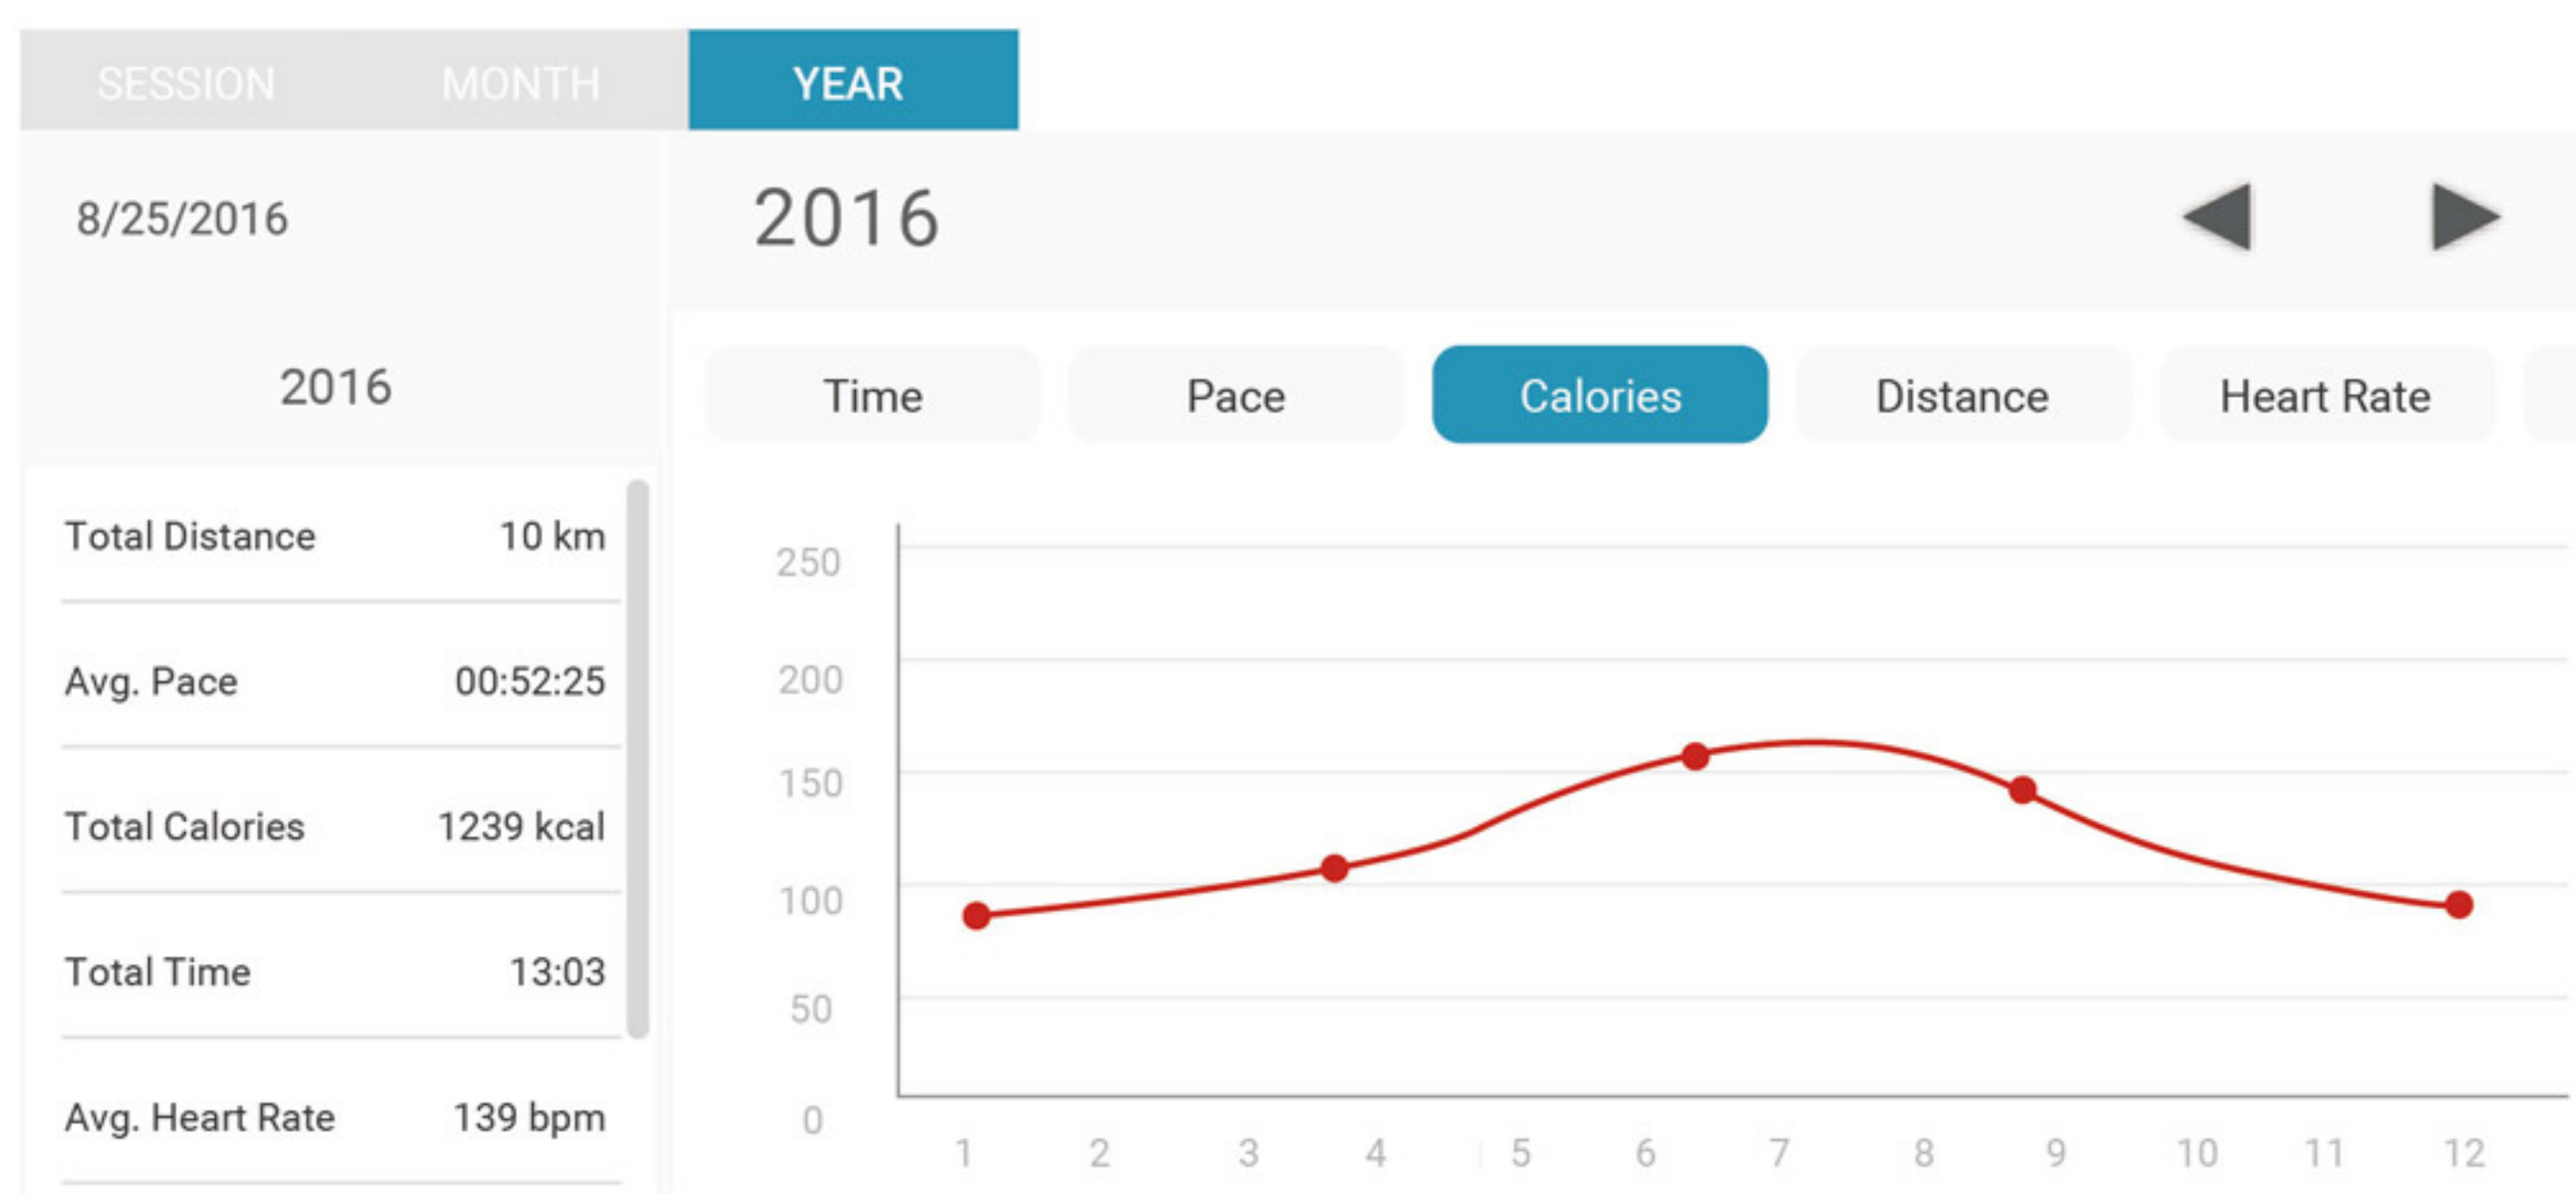 SESSION MONTH YEAR
8/25/2016
2016
Total Distance 10 km
Avg. Pace 00:52:25
Total Calories 1239 kcal
Total Time 13:03
Avg. Heart Rate 139 bpm
2016
Time Pace Calories Distance Heart Rate
250
200
150
100
50
0
1 2 3 4 5 6 7 8 9 10 11 12